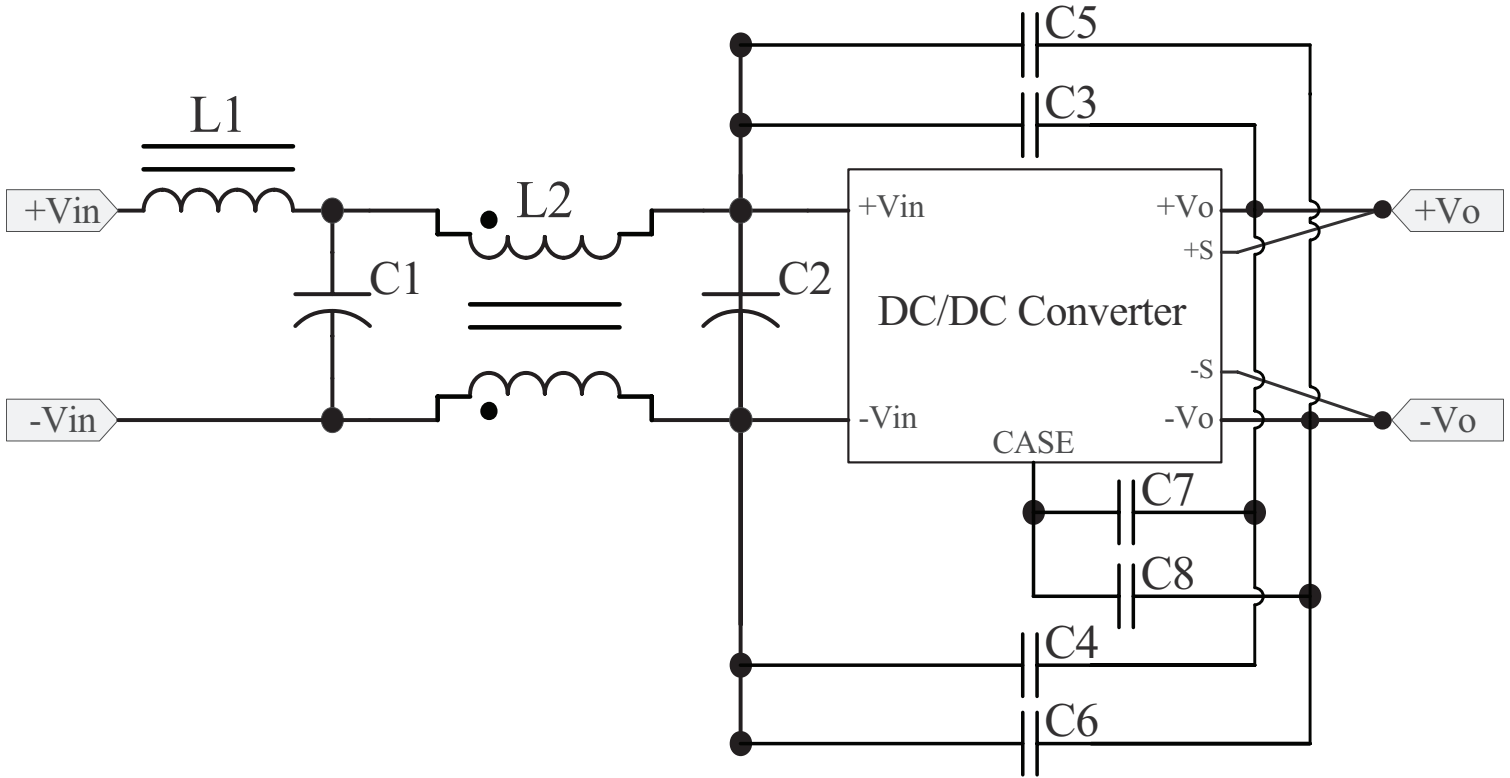 C5
C3
L1
L2
+Vin
+Vin
+Vo
+Vo
+S
C1
C2
DC/DC Converter
-S
-Vin
-Vin
-Vo
-Vo
CASE
C7
C8
C4
C6